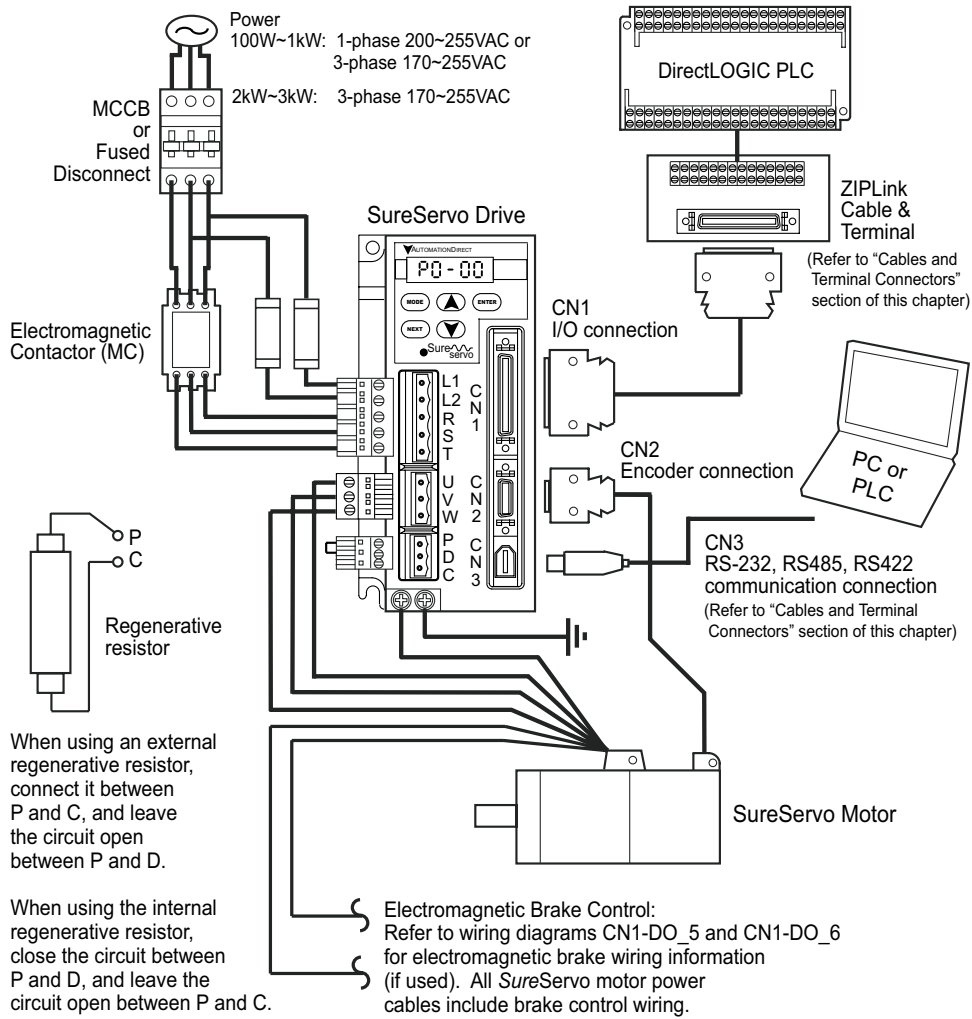 Power
100W~1kW: 1-phase 200~255VAC or
3-phase 170~255VAC
2kW~3kW: 3-phase 170~255VAC
MCCB
or
Fused
Disconnect
DirectLOGIC PLC
ZIPLink
Cable &
Terminal
(Refer to “Cables and
Terminal Connectors”
section of this chapter)
SureServo Drive
AUTOMATIONDIRECT
P0-00
MODE
ENTER
NEXT
Sure servo
Electromagnetic
Contactor (MC)
L1
L2
R
S
T
U
V
W
P
D
C
CN1
CN2
CN3
CN1
I/O connection
CN2
Encoder connection
PC or
PLC
CN3
RS-232, RS485, RS422
communication connection
(Refer to “Cables and Terminal
Connectors” section of this chapter)
P
C
Regenerative
resistor
When using an external
regenerative resistor,
connect it between
P and C, and leave
the circuit open
between P and D.
When using the internal
regenerative resistor,
close the circuit between
P and D, and leave the
circuit open between P and C.
SureServo Motor
Electromagnetic Brake Control:
Refer to wiring diagrams CN1-DO_5 and CN1-DO_6
for electromagnetic brake wiring information
(if used). All SureServo motor power
cables include brake control wiring.